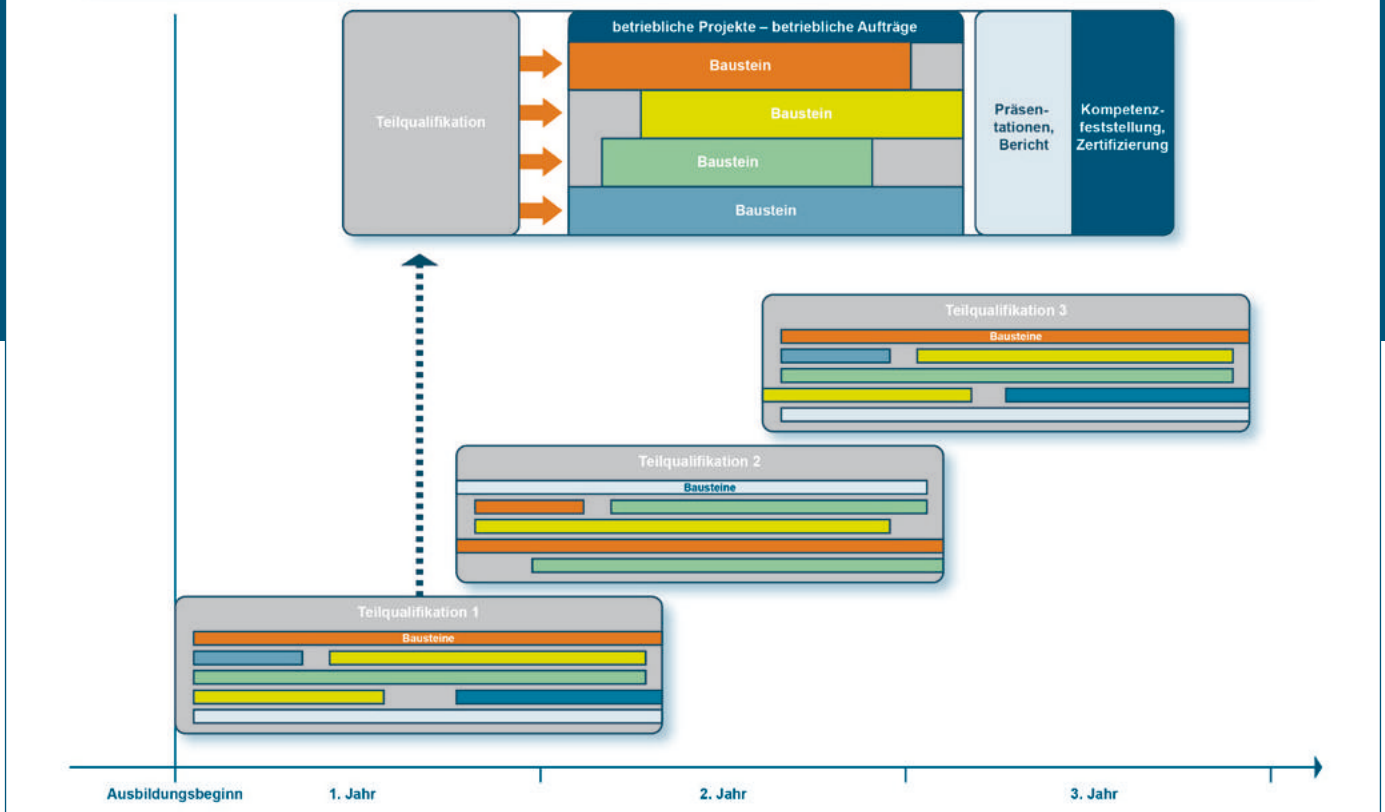 betriebliche Projekte – betriebliche Aufträge
Teilqualifikation
Baustein
Baustein
Baustein
Baustein
Präsen-
tationen,
Bericht
Kompetenz-
feststellung,
Zertifizierung
Teilqualifikation 3
Bausteine
Teilqualifikation 2
Bausteine
Teilqualifikation 1
Bausteine
Ausbildungsbeginn
1. Jahr
2. Jahr
3. Jahr